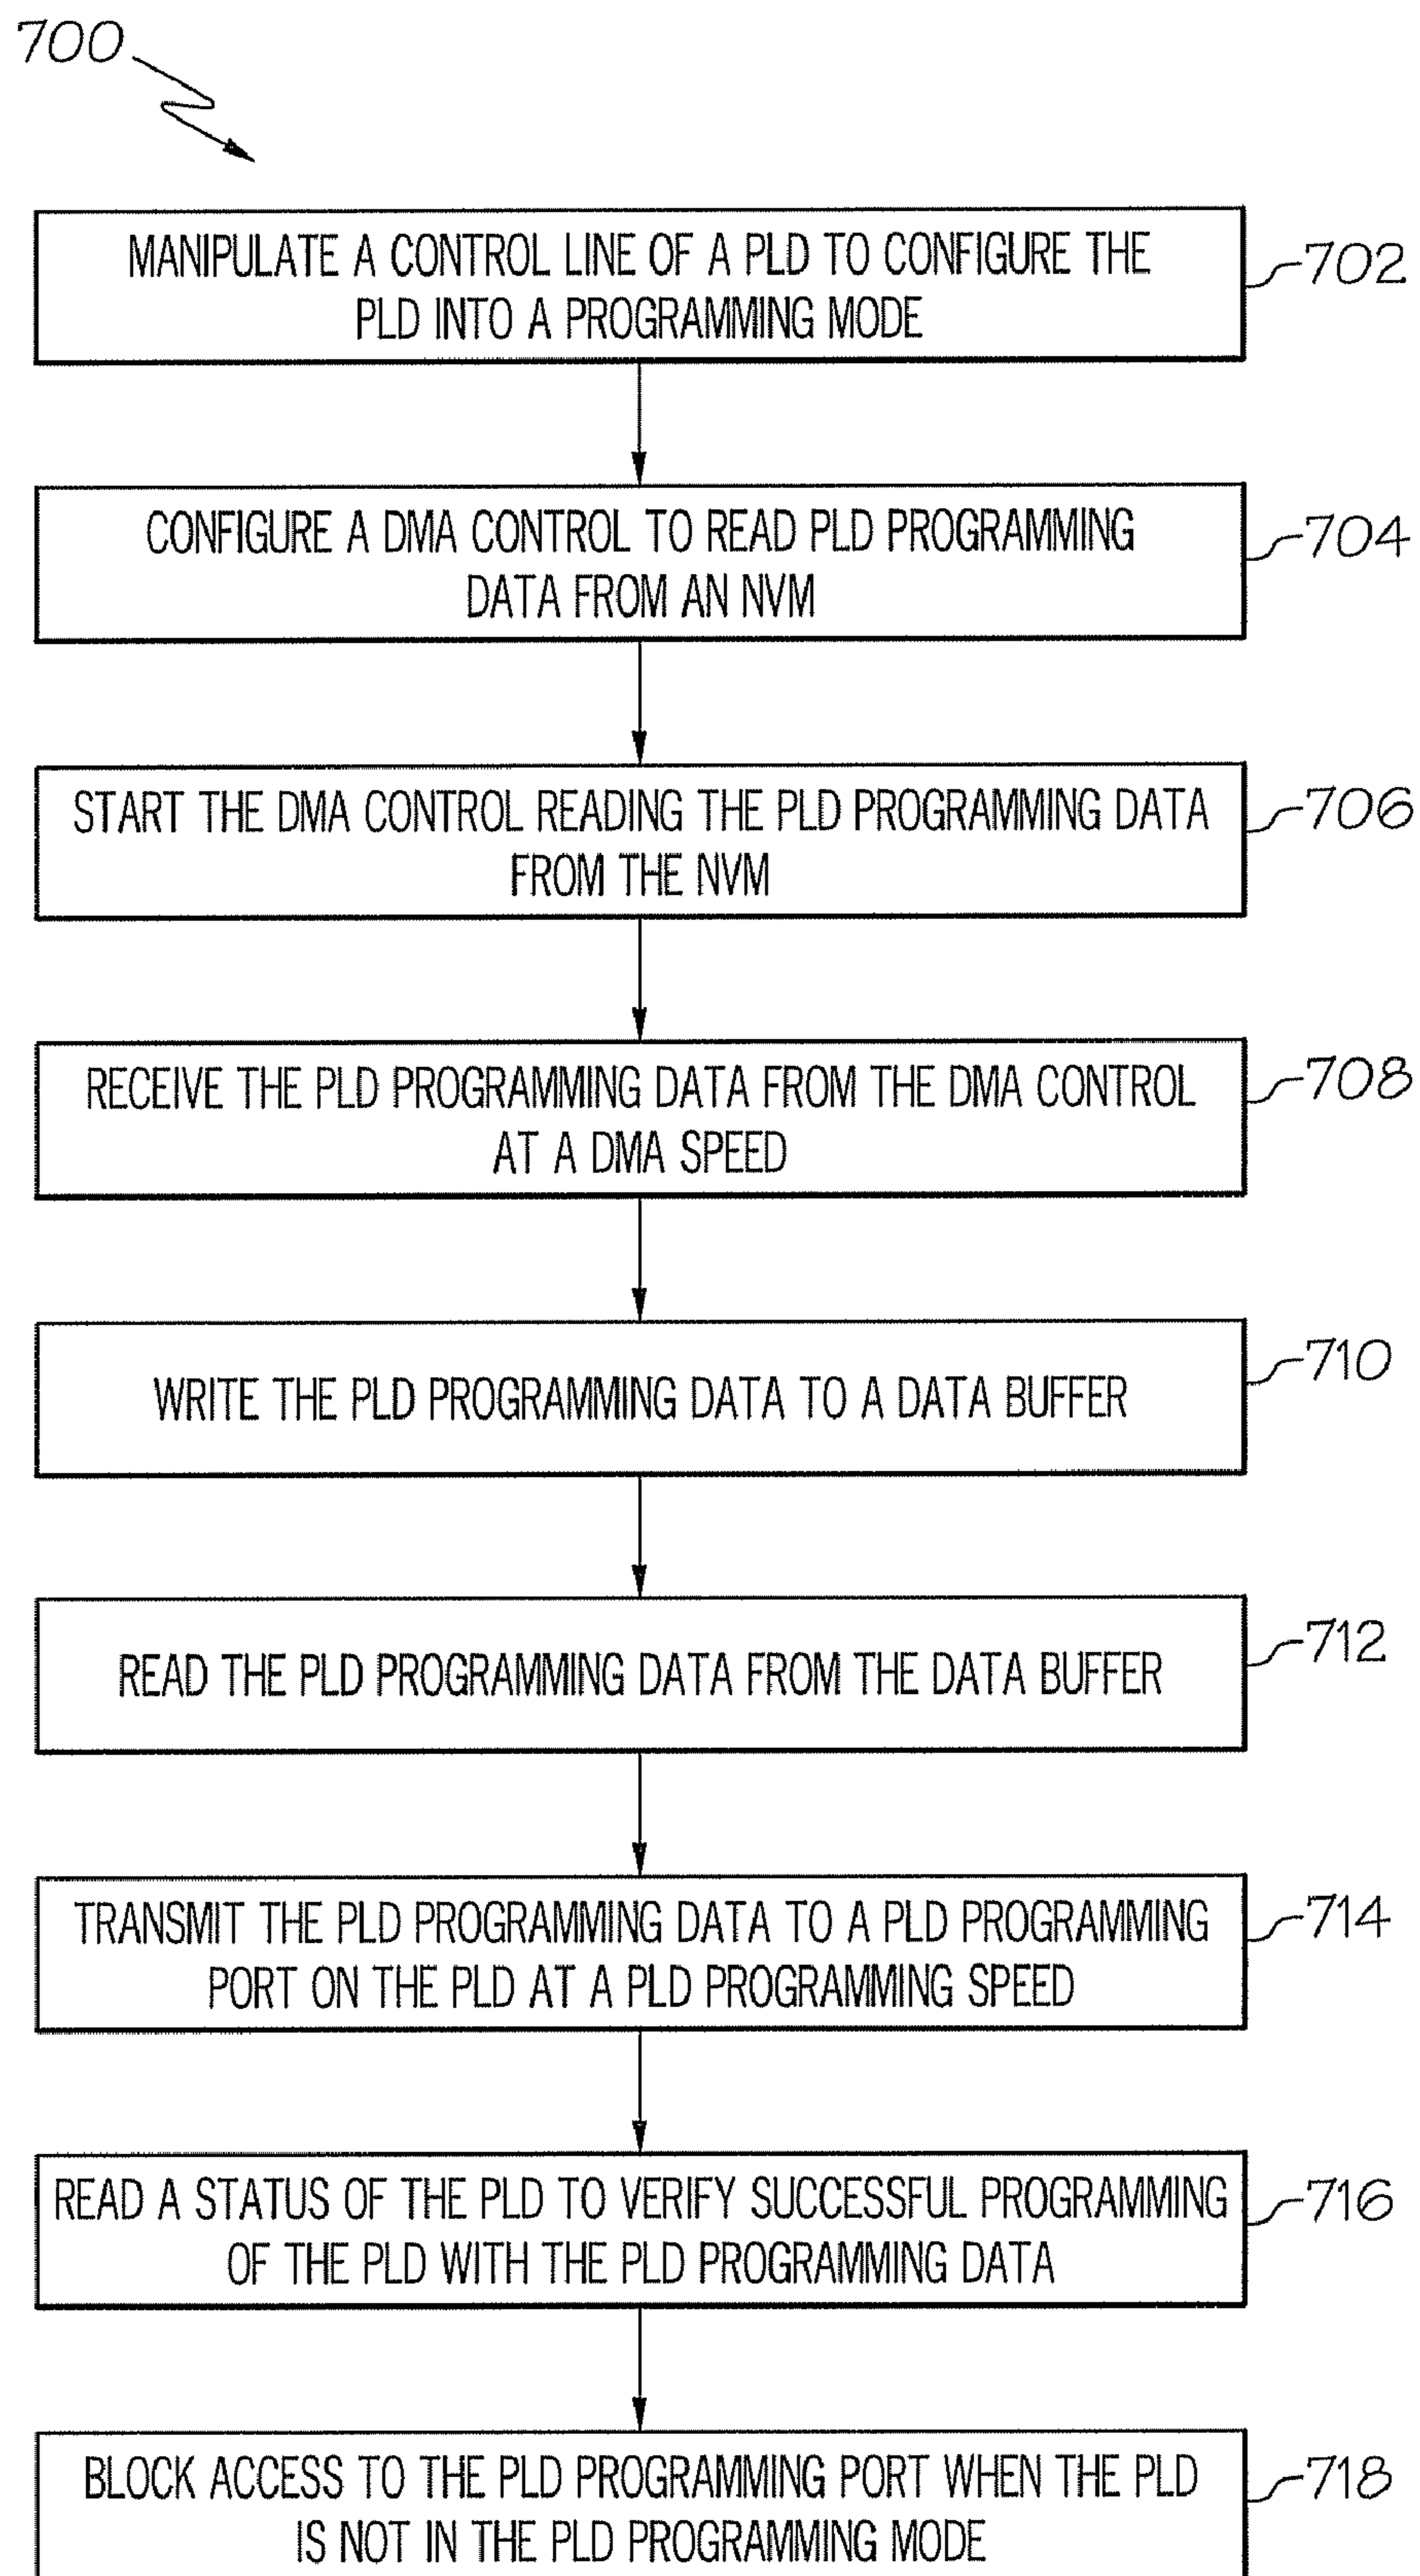 700
MANIPULATE A CONTROL LINE OF A PLD TO CONFIGURE THE
PLD INTO A PROGRAMMING MODE
702
CONFIGURE A DMA CONTROL TO READ PLD PROGRAMMING
DATA FROM AN NVM
704
START THE DMA CONTROL READING THE PLD PROGRAMMING DATA
FROM THE NVM
706
RECEIVE THE PLD PROGRAMMING DATA FROM THE DMA CONTROL
AT A DMA SPEED
708
WRITE THE PLD PROGRAMMING DATA TO A DATA BUFFER
710
READ THE PLD PROGRAMMING DATA FROM THE DATA BUFFER
712
TRANSMIT THE PLD PROGRAMMING DATA TO A PLD PROGRAMMING
PORT ON THE PLD AT A PLD PROGRAMMING SPEED
714
READ A STATUS OF THE PLD TO VERIFY SUCCESSFUL PROGRAMMING
OF THE PLD WITH THE PLD PROGRAMMING DATA
716
BLOCK ACCESS TO THE PLD PROGRAMMING PORT WHEN THE PLD
IS NOT IN THE PLD PROGRAMMING MODE
718